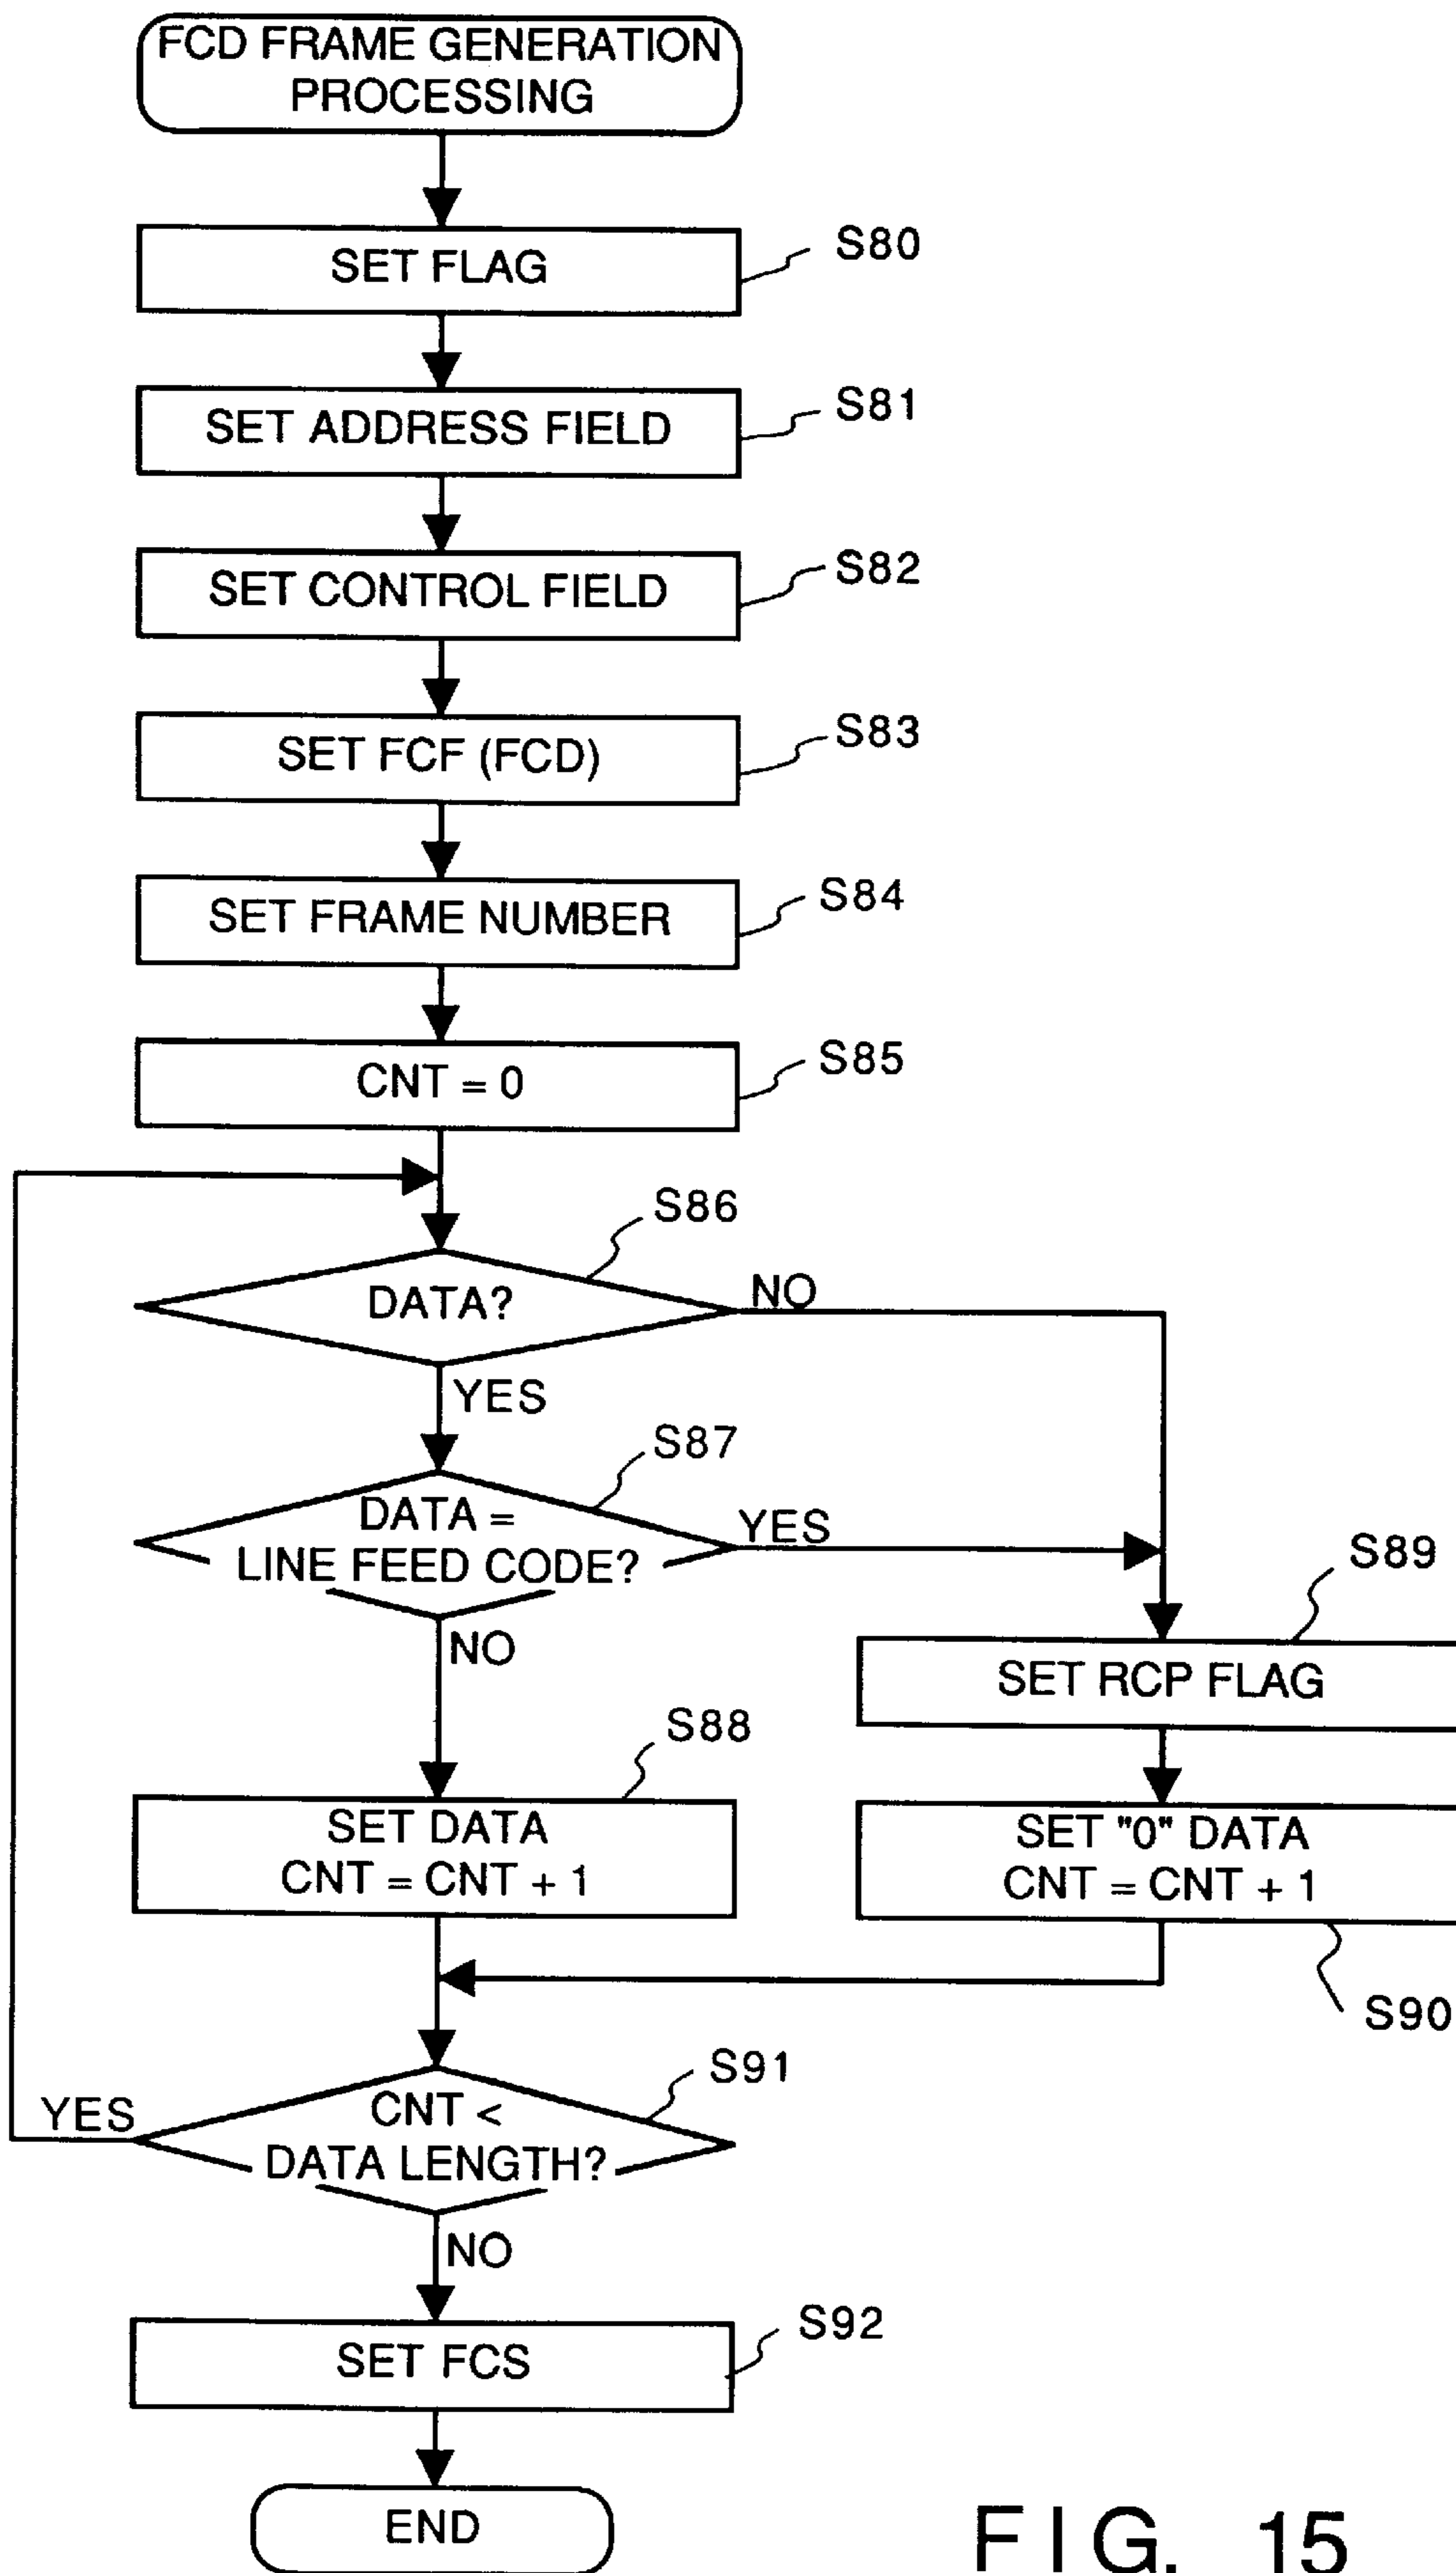 FCD FRAME GENERATION
PROCESSING
SET FLAG
S80
SET ADDRESS FIELD
S81
SET CONTROL FIELD
S82
SET FCF (FCD)
S83
SET FRAME NUMBER
S84
CNT = 0
S85
S86
DATA?
NO
YES
S87
DATA =
LINE FEED CODE?
YES
NO
S89
SET RCP FLAG
S88
SET DATA
CNT = CNT + 1
SET "0" DATA
CNT = CNT + 1
S90
S91
CNT <
DATA LENGTH?
YES
NO
S92
SET FCS
END
FIG. 15